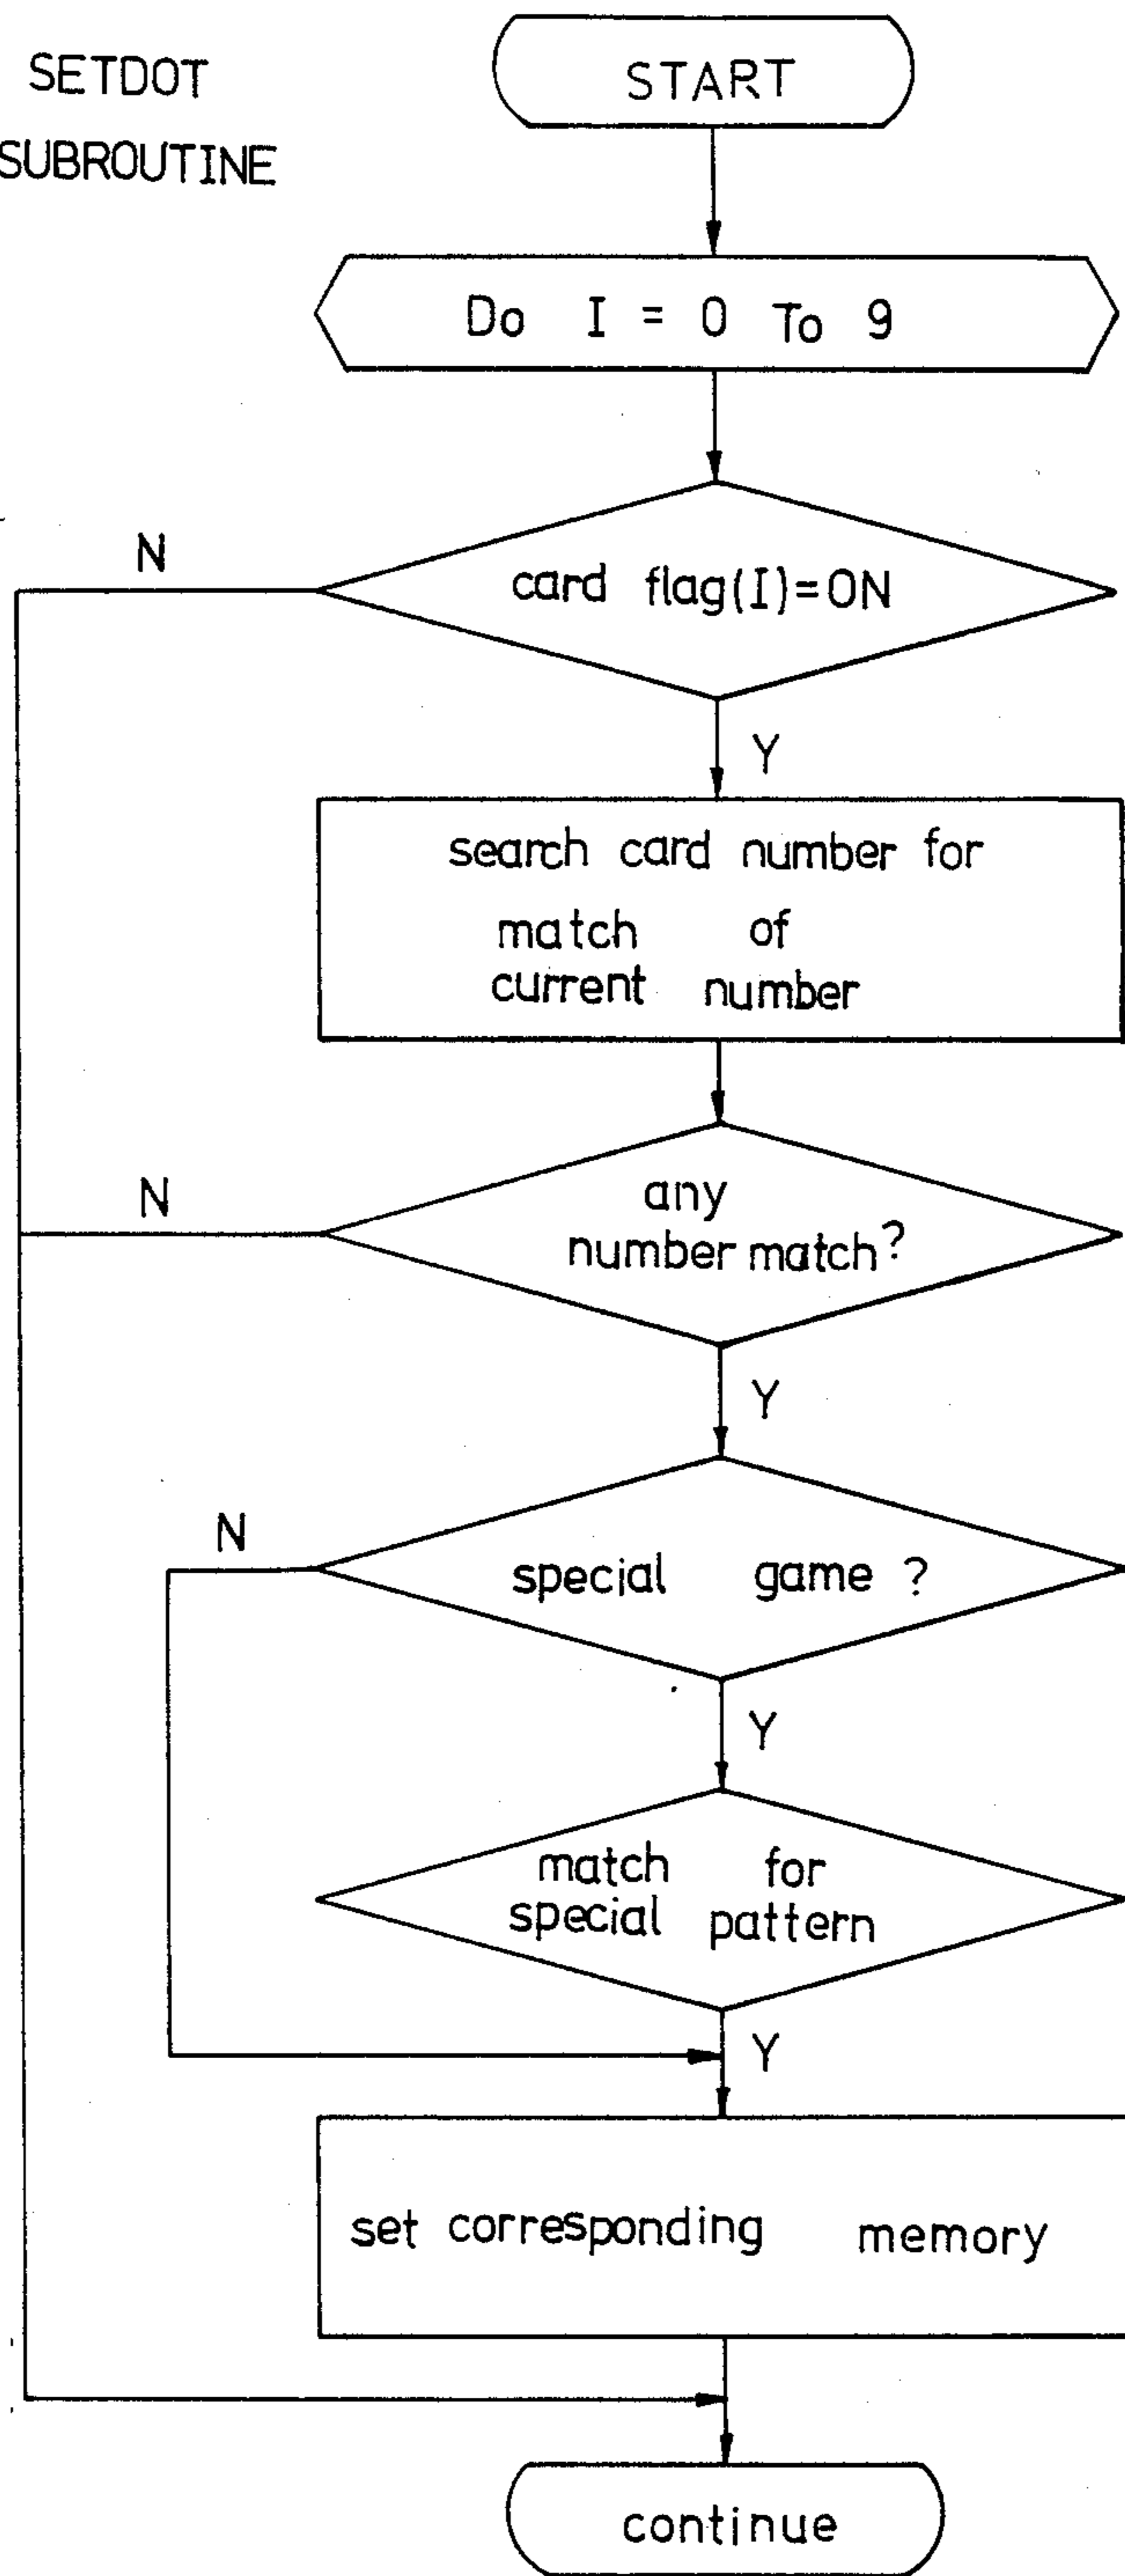 SETDOT
SUBROUTINE
START
Do I = 0 To 9
N
card flag(I)=ON
Y
search card number for
match of
current number
N
any
number match?
Y
N
special game ?
Y
match for
special pattern
Y
set corresponding memory
continue